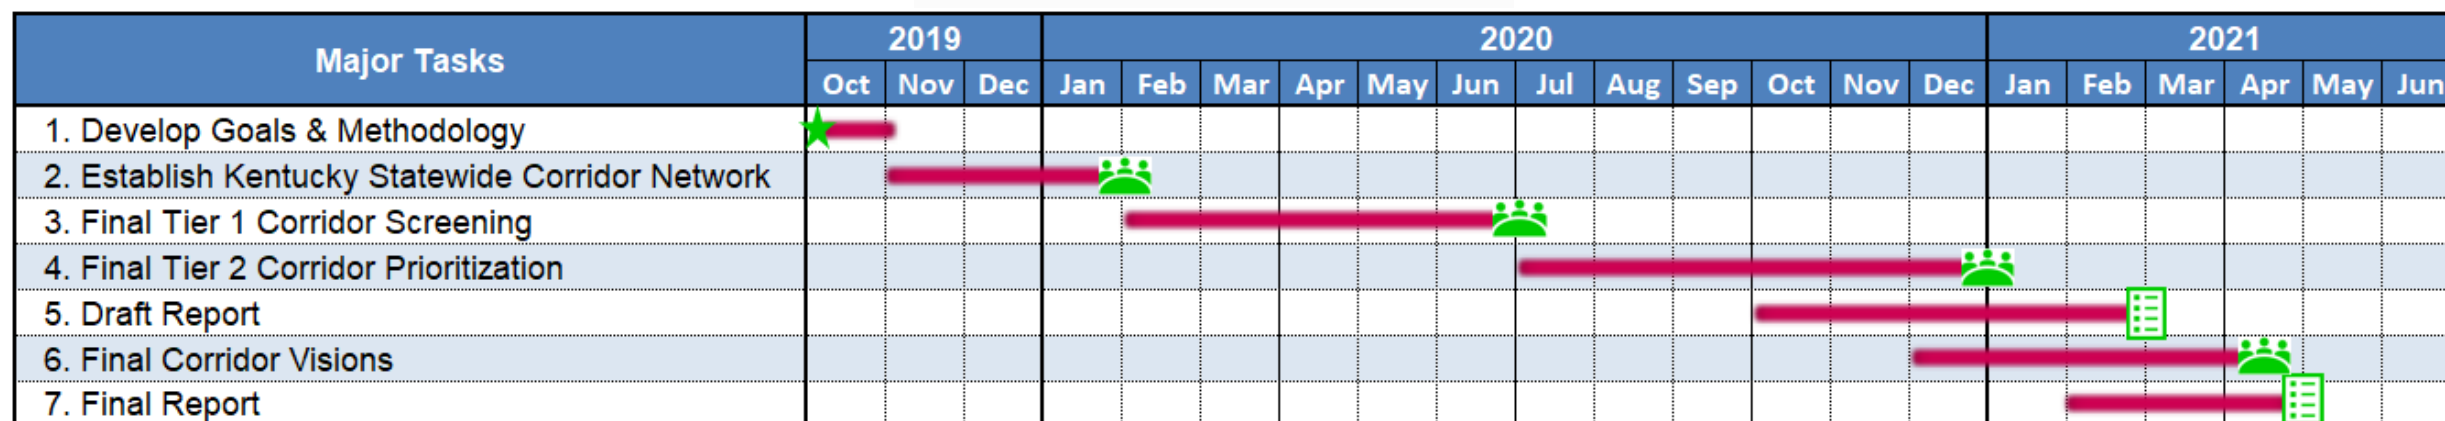 Major Tasks
2019 2020 2021
Oct Nov Dec Jan Feb Mar Apr May Jun Jul Aug Sep Oct Nov Dec Jan Feb Mar Apr May Jun
1. Develop Goals & Methodology
2. Establish Kentucky Statewide Corridor Network
3. Final Tier 1 Corridor Screening
4. Final Tier 2 Corridor Prioritization
5. Draft Report
6. Final Corridor Visions
7. Final Report